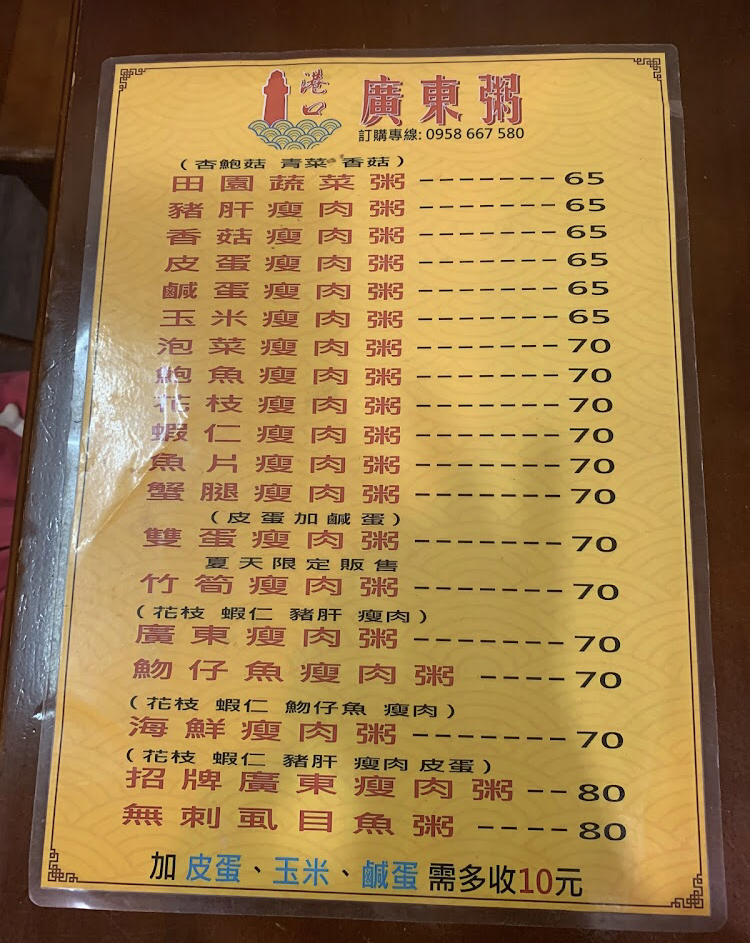 港口
廣東粥
訂購專線: 0958 667 580
(杏鮑菇 青菜 香菇)
田園蔬菜粥-------65
豬肝瘦肉粥-------65
香菇瘦肉粥-------65
皮蛋瘦肉粥-------65
鹹蛋瘦肉粥-------65
玉米瘦肉粥-------65
泡菜瘦肉粥-------70
鮑魚瘦肉粥-------70
花枝瘦肉粥-------70
蝦仁瘦肉粥-------70
魚片瘦肉粥-------70
蟹腿瘦肉粥-------70
(皮蛋加鹹蛋)
雙蛋瘦肉粥-------70
夏天限定販售
竹筍瘦肉粥-------70
(花枝 蝦仁 豬肝 瘦肉)
廣東瘦肉粥-------70
魩仔魚瘦肉粥 ----70
(花枝 蝦仁 魩仔魚 瘦肉)
海鮮瘦肉粥-------70
(花枝 蝦仁 豬肝 瘦肉 皮蛋)
招牌廣東瘦肉粥--80
無刺虱目魚粥 ----80
加 皮蛋、玉米、鹹蛋 需多收10元